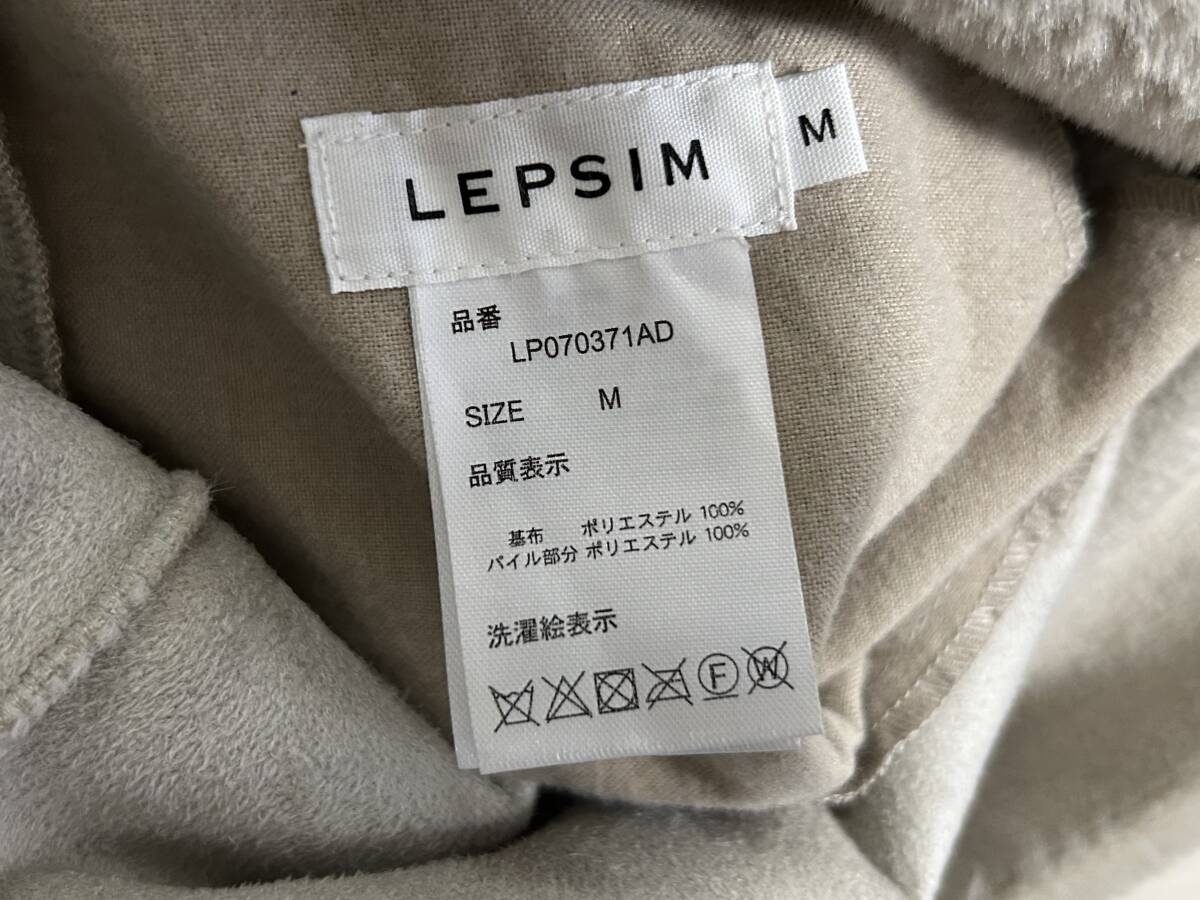 LEPSIM
M
品番
LP070371AD
SIZE M
品質表示
基布 ポリエステル 100%
パイル部分 ポリエステル 100%
洗濯絵表示
F W